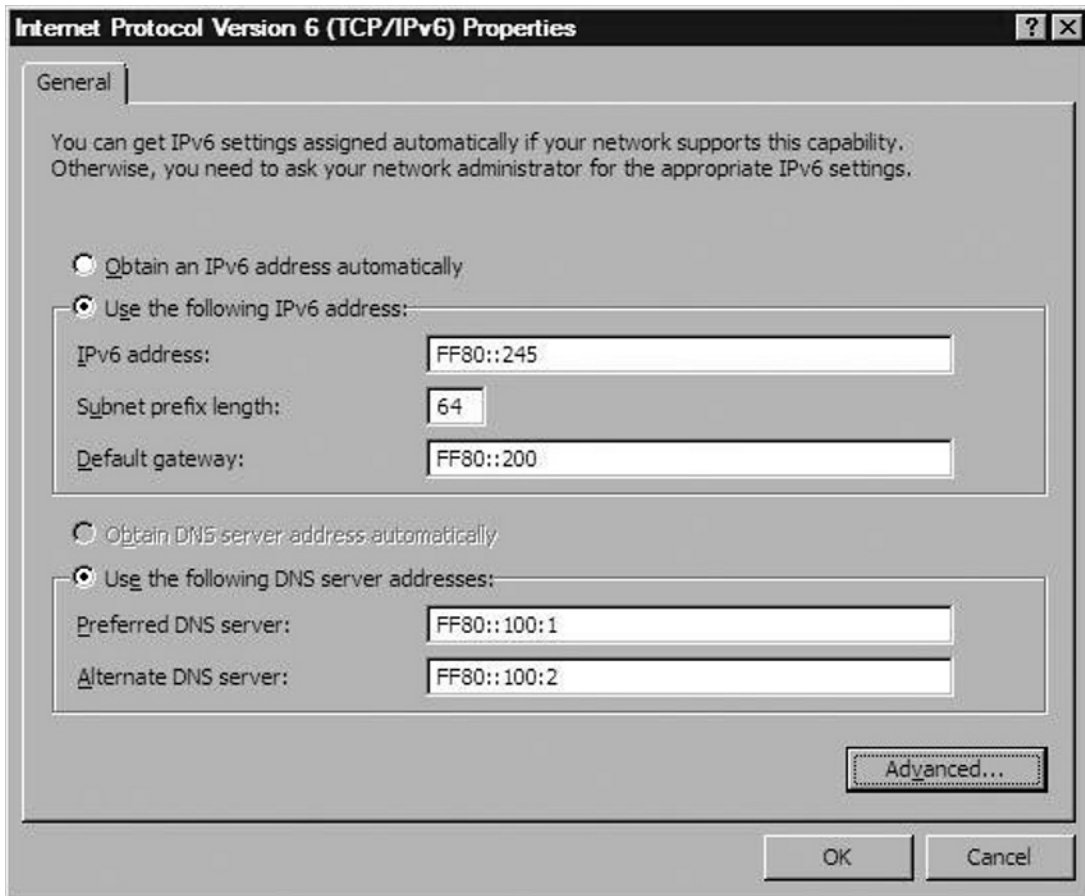 Internet Protocol Version 6 (TCP/IPv6) Properties
General
You can get IPv6 settings assigned automatically if your network supports this capability.
Otherwise, you need to ask your network administrator for the appropriate IPv6 settings.
Obtain an IPv6 address automatically
Use the following IPv6 address:
IPv6 address: FF80::245
Subnet prefix length: 64
Default gateway: FF80::200
Obtain DNS server address automatically
Use the following DNS server addresses:
Preferred DNS server: FF80::100:1
Alternate DNS server: FF80::100:2
Advanced...
OK Cancel